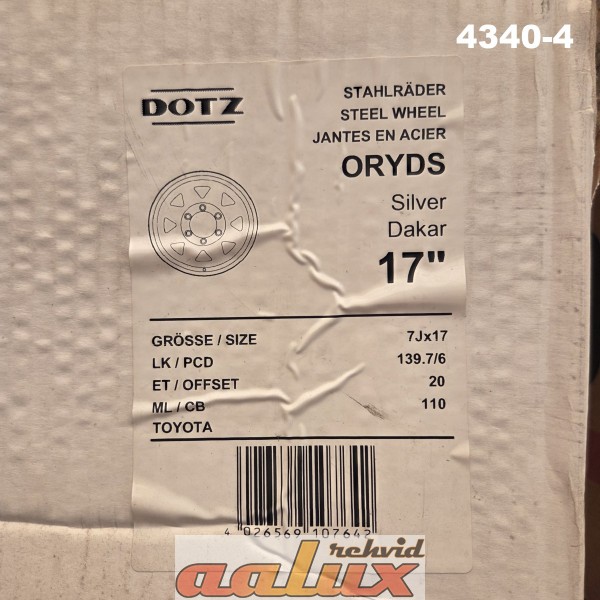 4340-4
DOTZ
STAHLRÄDER
STEEL WHEEL
JANTES EN ACIER
ORYDS
Silver
Dakar
17"
GRÖSSE / SIZE 7Jx17
LK / PCD 139.7/6
ET / OFFSET 20
ML / CB 110
TOYOTA
4 026569 107642
rehvid
aalux